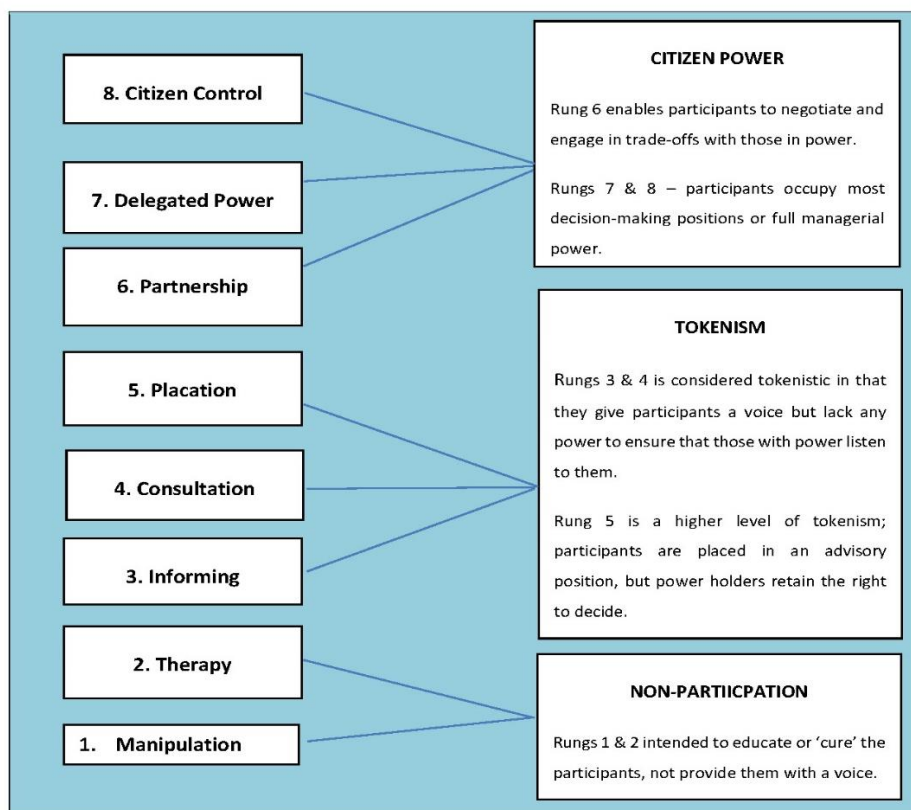 8. Citizen Control
7. Delegated Power
6. Partnership
5. Placation
4. Consultation
3. Informing
2. Therapy
1. Manipulation
CITIZEN POWER
Rung 6 enables participants to negotiate and
engage in trade-offs with those in power.
Rungs 7 & 8 – participants occupy most
decision-making positions or full managerial
power.
TOKENISM
Rungs 3 & 4 is considered tokenistic in that
they give participants a voice but lack any
power to ensure that those with power listen
to them.
Rung 5 is a higher level of tokenism;
participants are placed in an advisory
position, but power holders retain the right
to decide.
NON-PARTIICPATION
Rungs 1 & 2 intended to educate or ‘cure’ the
participants, not provide them with a voice.